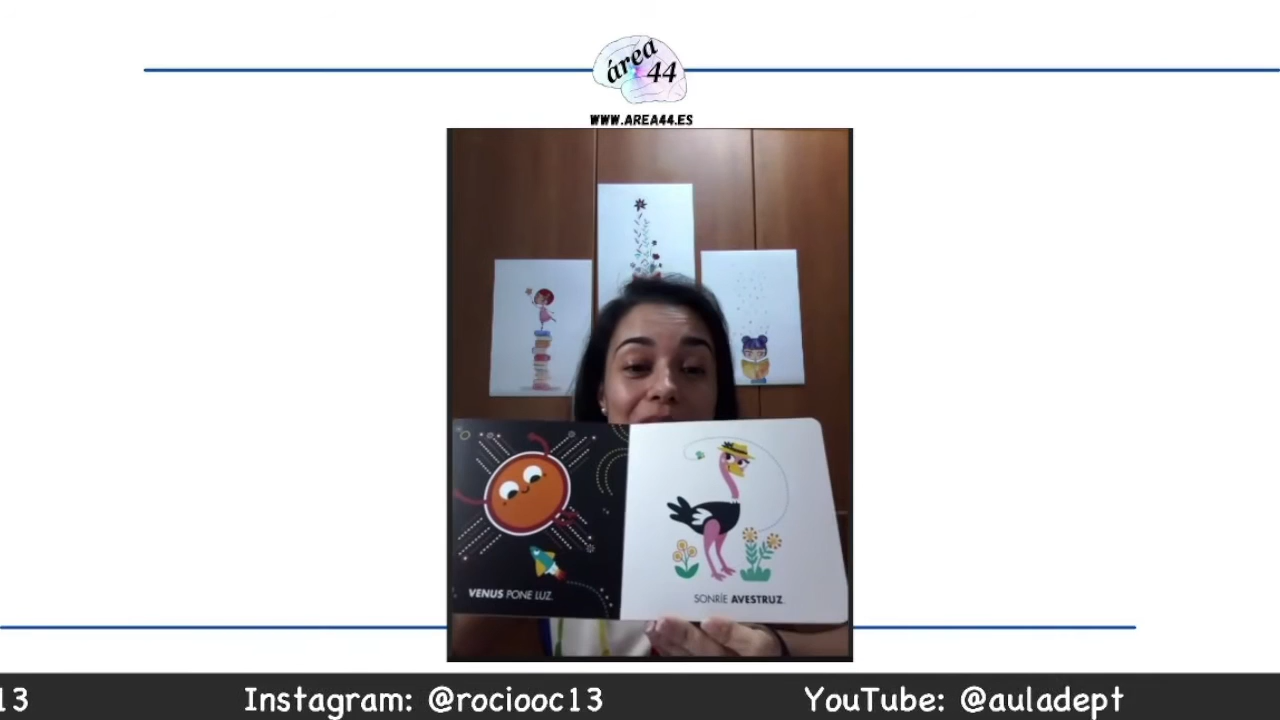 área
44
WWW.AREA44.ES
VENUS PONE LUZ.
SONRÍE AVESTRUZ.
13
Instagram: @rociooc13
YouTube: @auladept